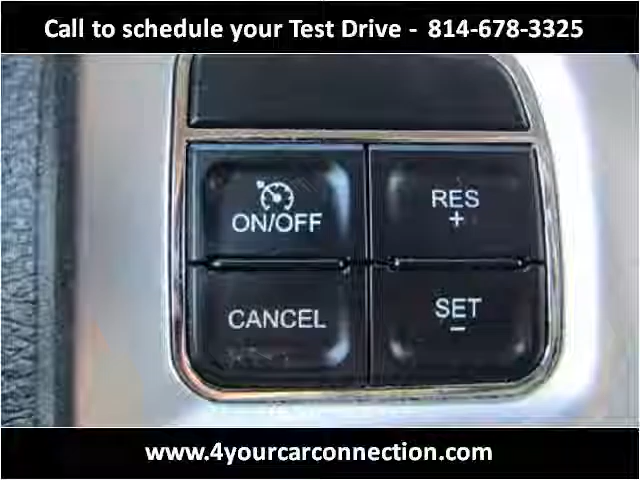 Call to schedule your Test Drive - 814-678-3325
ON/OFF
RES
+
CANCEL
SET
-
www.4yourcarconnection.com